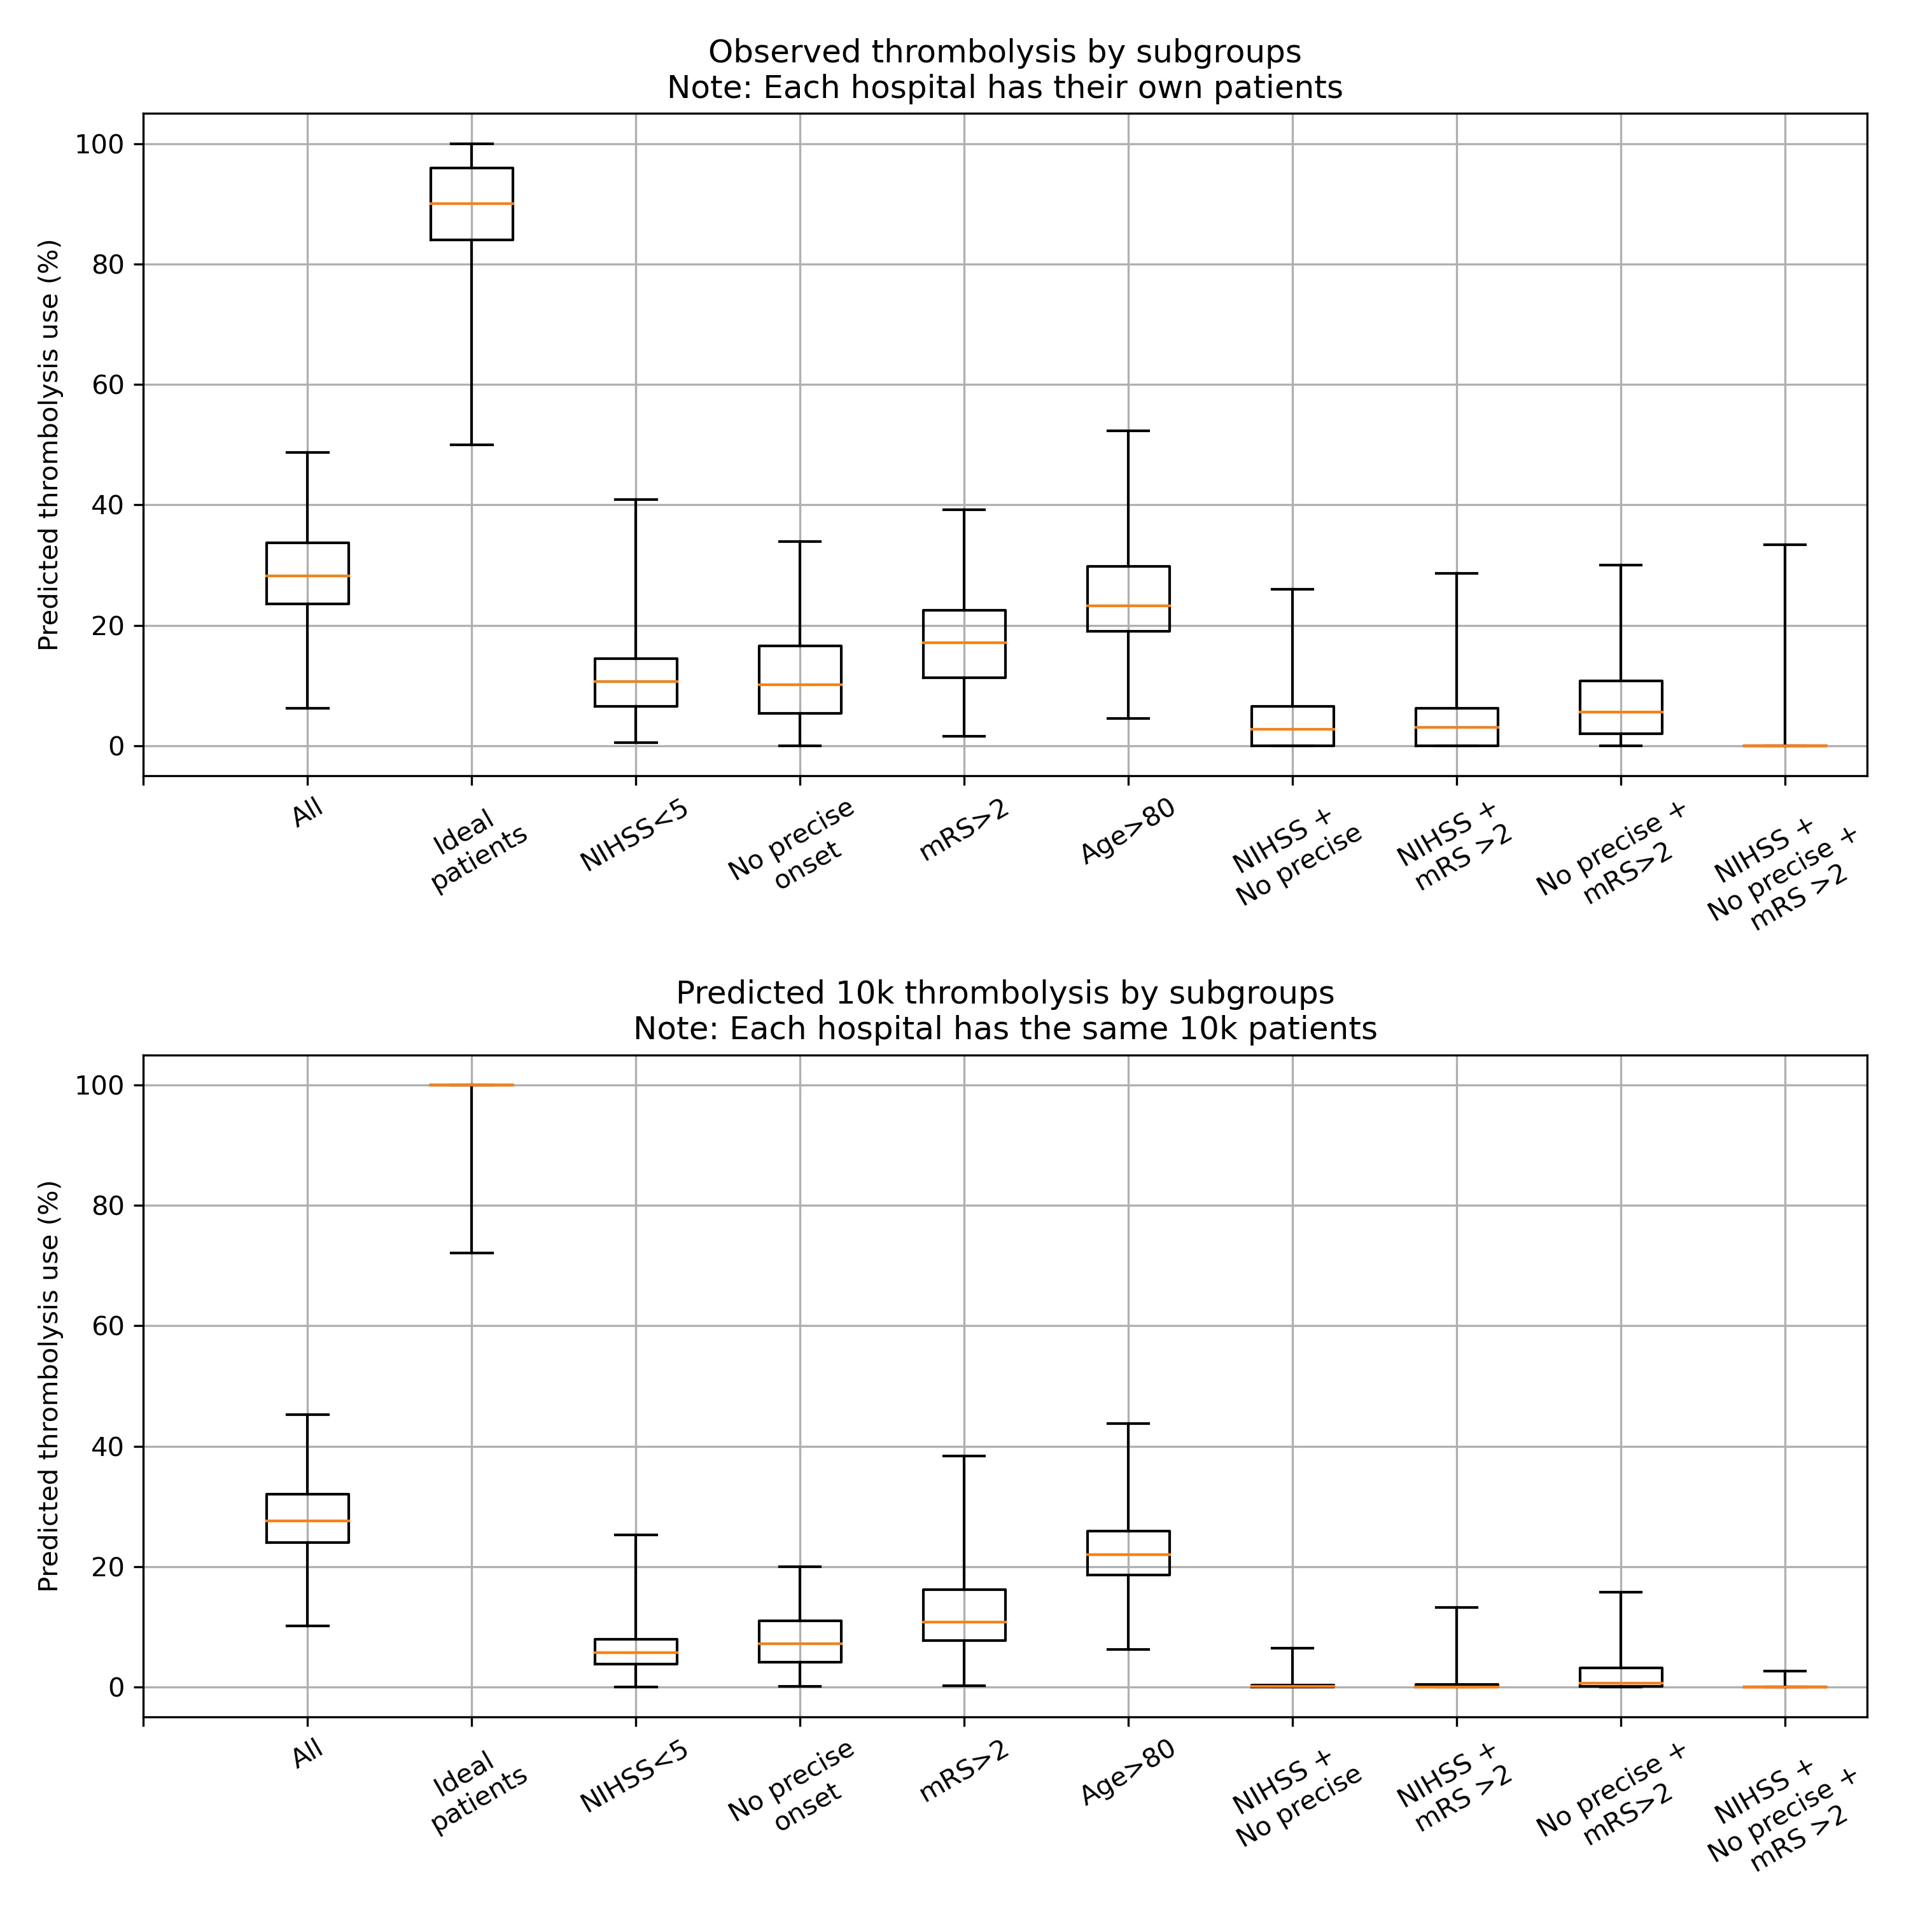 Observed thrombolysis by subgroups
Note: Each hospital has their own patients
Predicted thrombolysis use (%)
100
80
60
40
20
0
All
Ideal
patients
NIHSS<5
No precise
onset
mRS>2
Age>80
NIHSS +
No precise
NIHSS +
mRS >2
No precise +
mRS>2
NIHSS +
No precise +
mRS >2
Predicted 10k thrombolysis by subgroups
Note: Each hospital has the same 10k patients
Predicted thrombolysis use (%)
100
80
60
40
20
0
All
Ideal
patients
NIHSS<5
No precise
onset
mRS>2
Age>80
NIHSS +
No precise
NIHSS +
mRS >2
No precise +
mRS>2
NIHSS +
No precise +
mRS >2